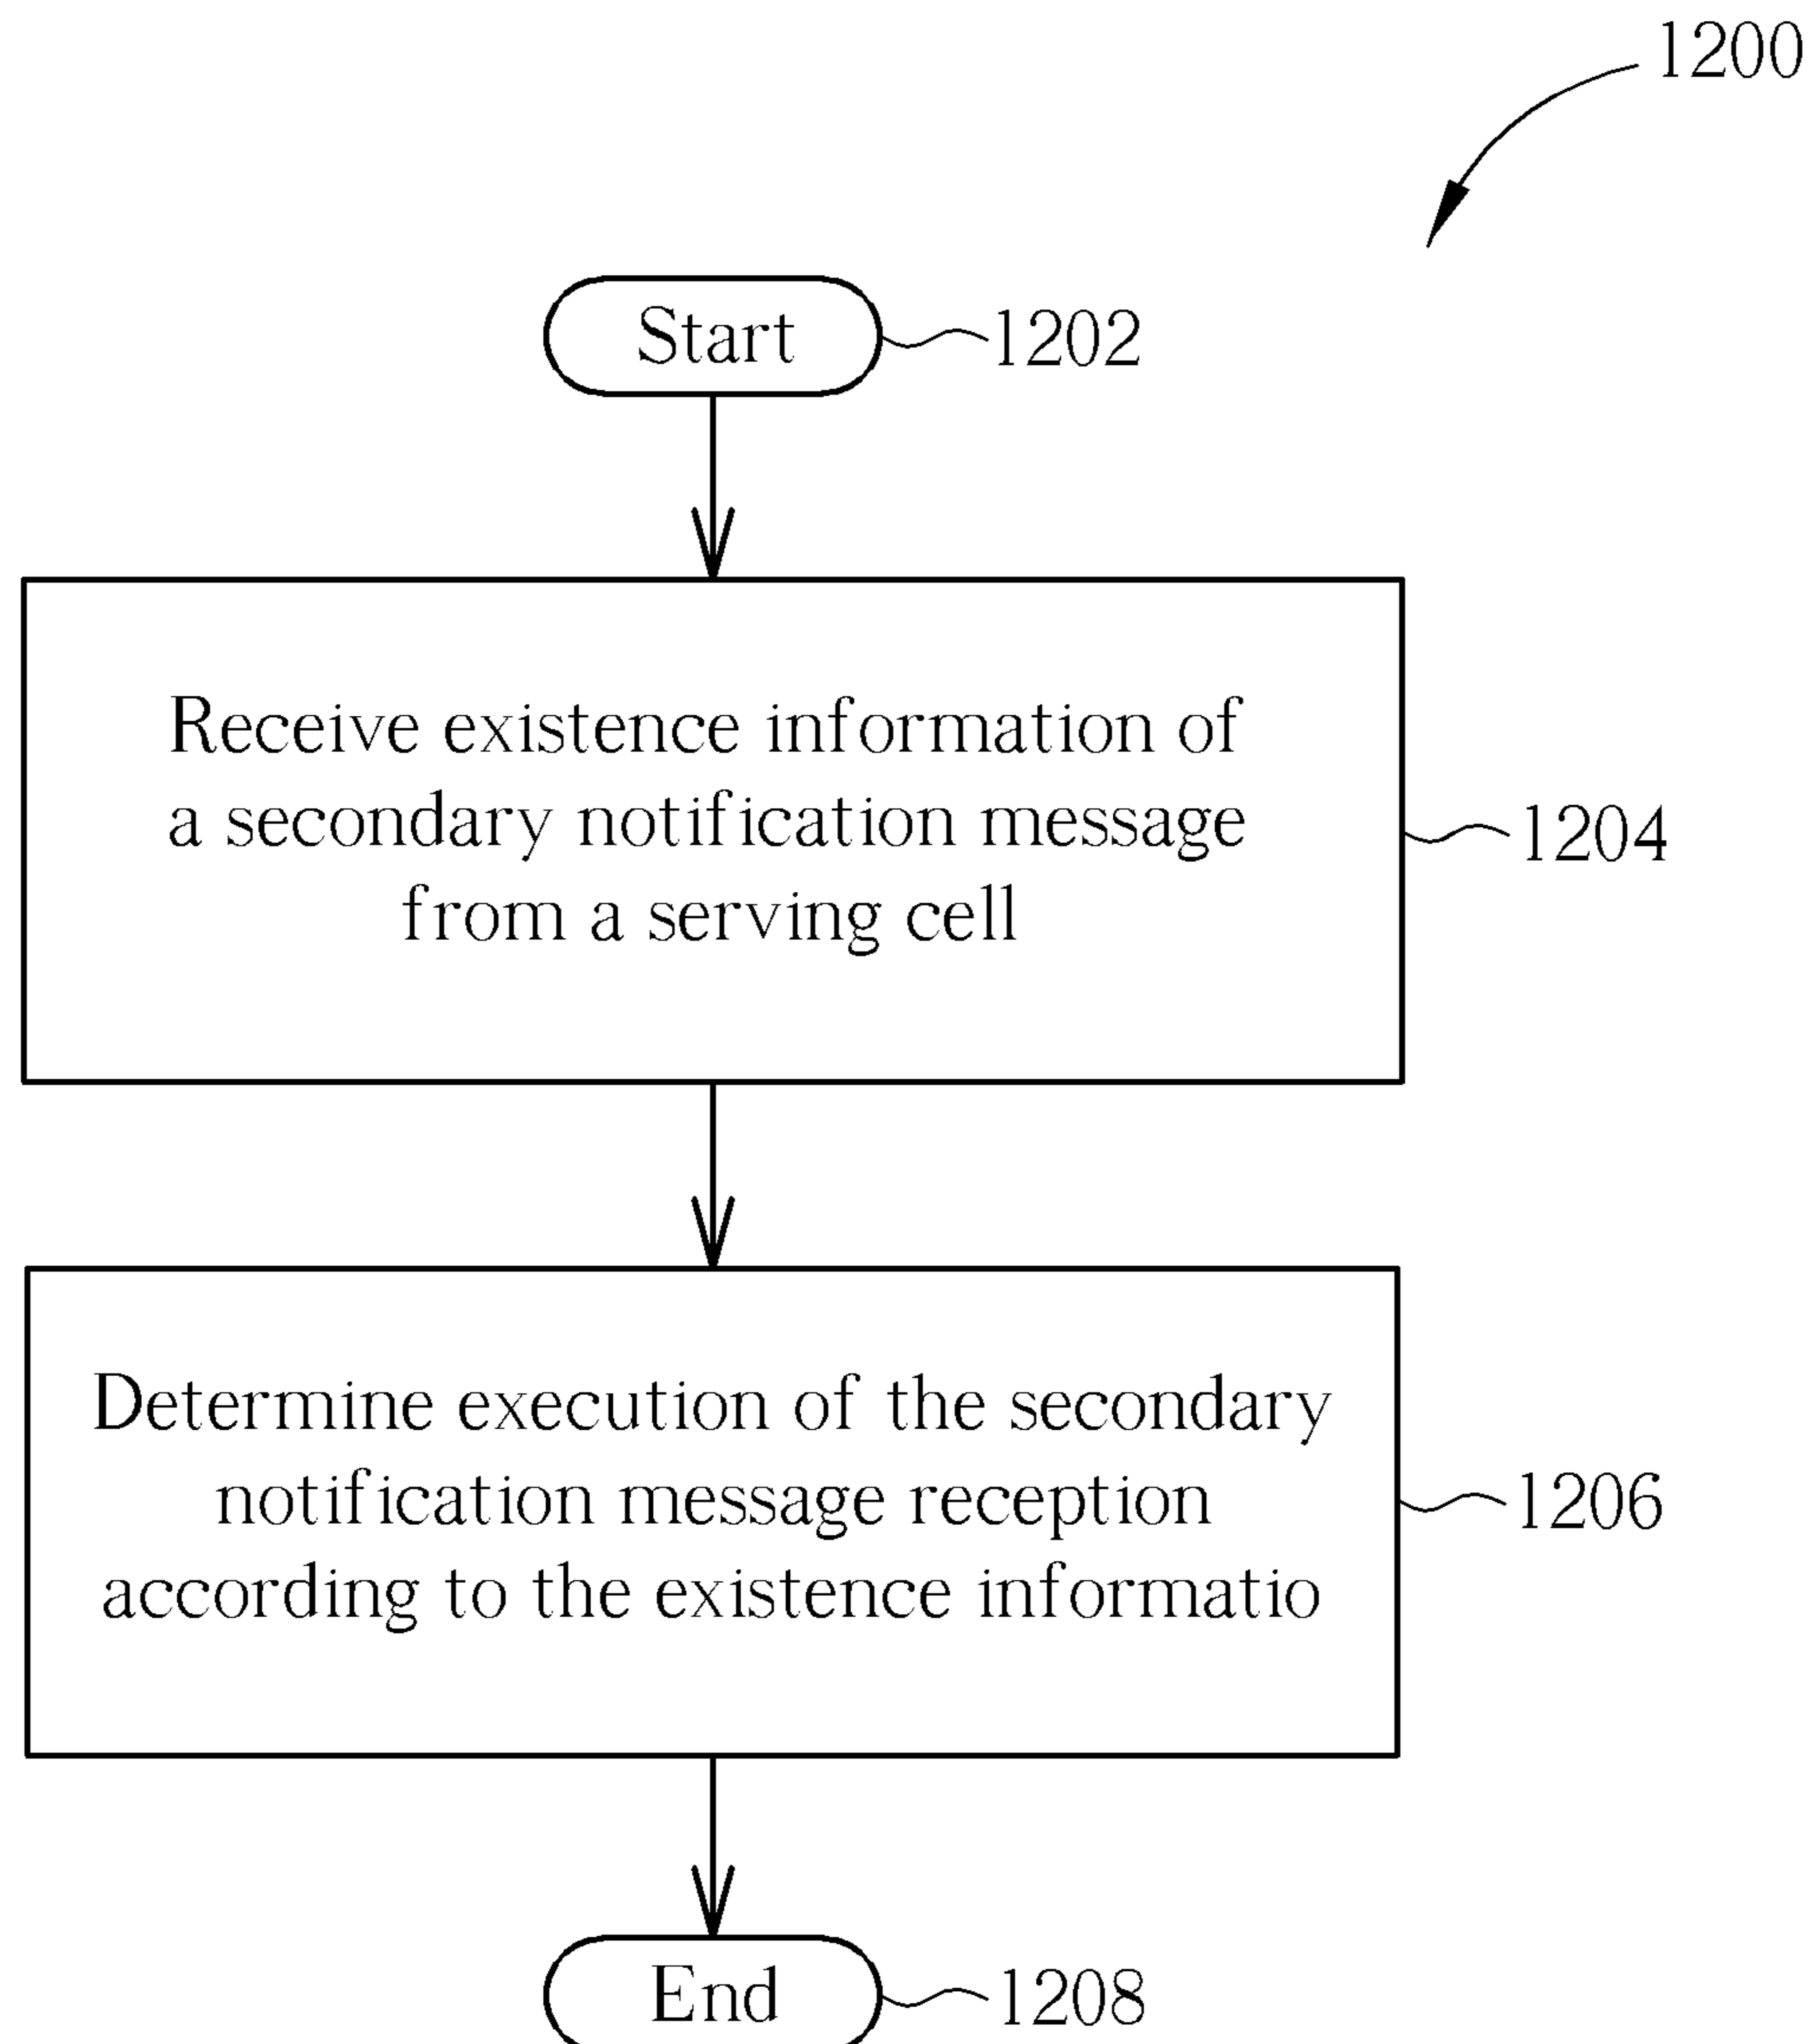 1200
Start
1202
Receive existence information of
a secondary notification message
from a serving cell
1204
Determine execution of the secondary
notification message reception
according to the existence informatio
1206
End
1208